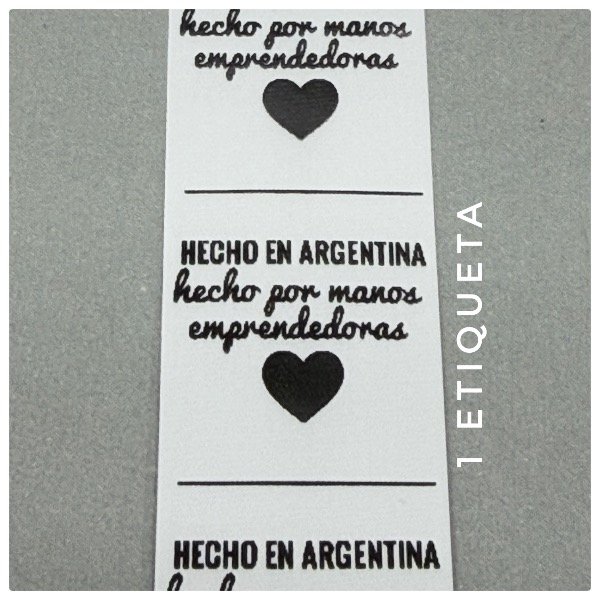 hecho por manos
emprendedoras
HECHO EN ARGENTINA
hecho por manos
emprendedoras
HECHO EN ARGENTINA
1 ETIQUETA